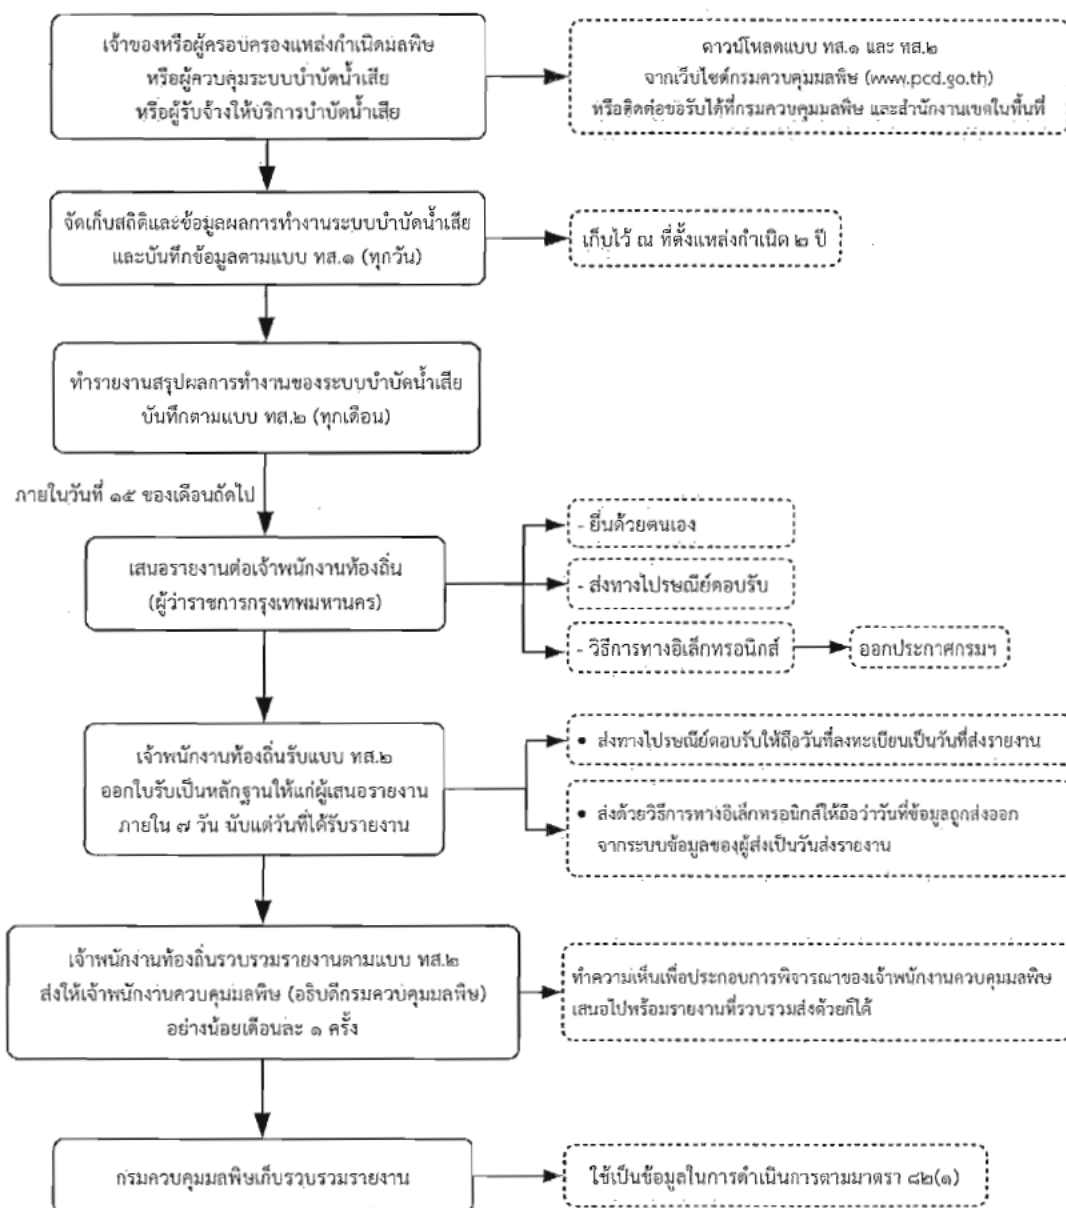 เจ้าของหรือผู้ครอบครองแหล่งกำเนิดมลพิษ
หรือผู้ควบคุมระบบบำบัดน้ำเสีย
หรือผู้รับจ้างให้บริการบำบัดน้ำเสีย
ดาวน์โหลดแบบ ทส.๑ และ ทส.๒
จากเว็บไซต์กรมควบคุมมลพิษ (www.pcd.go.th)
หรือติดต่อขอรับได้ที่กรมควบคุมมลพิษ และสำนักงานเขตในพื้นที่
จัดเก็บสถิติและข้อมูลผลการทำงานระบบบำบัดน้ำเสีย
และบันทึกข้อมูลตามแบบ ทส.๑ (ทุกวัน)
เก็บไว้ ณ ที่ตั้งแหล่งกำเนิด ๒ ปี
ทำรายงานสรุปผลการทำงานของระบบบำบัดน้ำเสีย
บันทึกตามแบบ ทส.๒ (ทุกเดือน)
ภายในวันที่ ๑๕ ของเดือนถัดไป
เสนอรายงานต่อเจ้าพนักงานท้องถิ่น
(ผู้ว่าราชการกรุงเทพมหานคร)
- ยื่นด้วยตนเอง
- ส่งทางไปรษณีย์ตอบรับ
- วิธีการทางอิเล็กทรอนิกส์
ออกประกาศกรมฯ
เจ้าพนักงานท้องถิ่นรับแบบ ทส.๒
ออกใบรับเป็นหลักฐานให้แก่ผู้เสนอรายงาน
ภายใน ๗ วัน นับแต่วันที่ได้รับรายงาน
• ส่งทางไปรษณีย์ตอบรับให้ถือวันที่ลงทะเบียนเป็นวันที่ส่งรายงาน
• ส่งด้วยวิธีการทางอิเล็กทรอนิกส์ให้ถือว่าวันที่ข้อมูลถูกส่งออก
จากระบบข้อมูลของผู้ส่งเป็นวันส่งรายงาน
เจ้าพนักงานท้องถิ่นรวบรวมรายงานตามแบบ ทส.๒
ส่งให้เจ้าพนักงานควบคุมมลพิษ (อธิบดีกรมควบคุมมลพิษ)
อย่างน้อยเดือนละ ๑ ครั้ง
ทำความเห็นเพื่อประกอบการพิจารณาของเจ้าพนักงานควบคุมมลพิษ
เสนอไปพร้อมรายงานที่รวบรวมส่งด้วยก็ได้
กรมควบคุมมลพิษเก็บรวบรวมรายงาน
ใช้เป็นข้อมูลในการดำเนินการตามมาตรา ๘๒(๑)